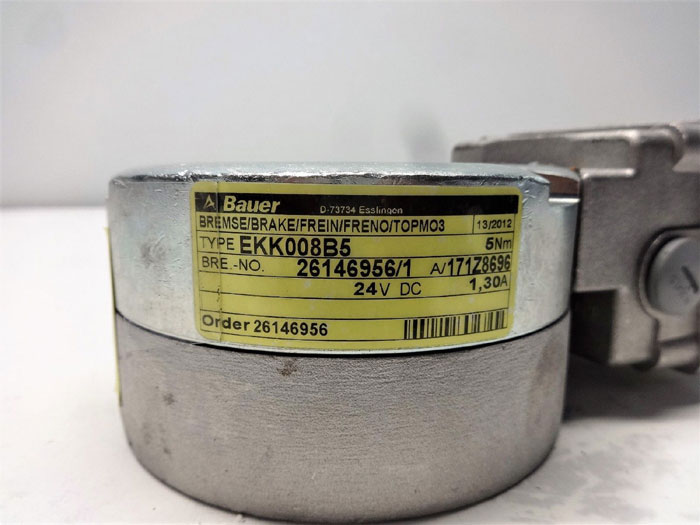 Bauer D-73734 Esslingen
BREMSE/BRAKE/FREIN/FRENO/TOPMO3 13/2012
TYPE EKK008B5 5Nm
BRE.-NO. 26146956/1 A/171Z8696
24V DC 1,30A
Order 26146956